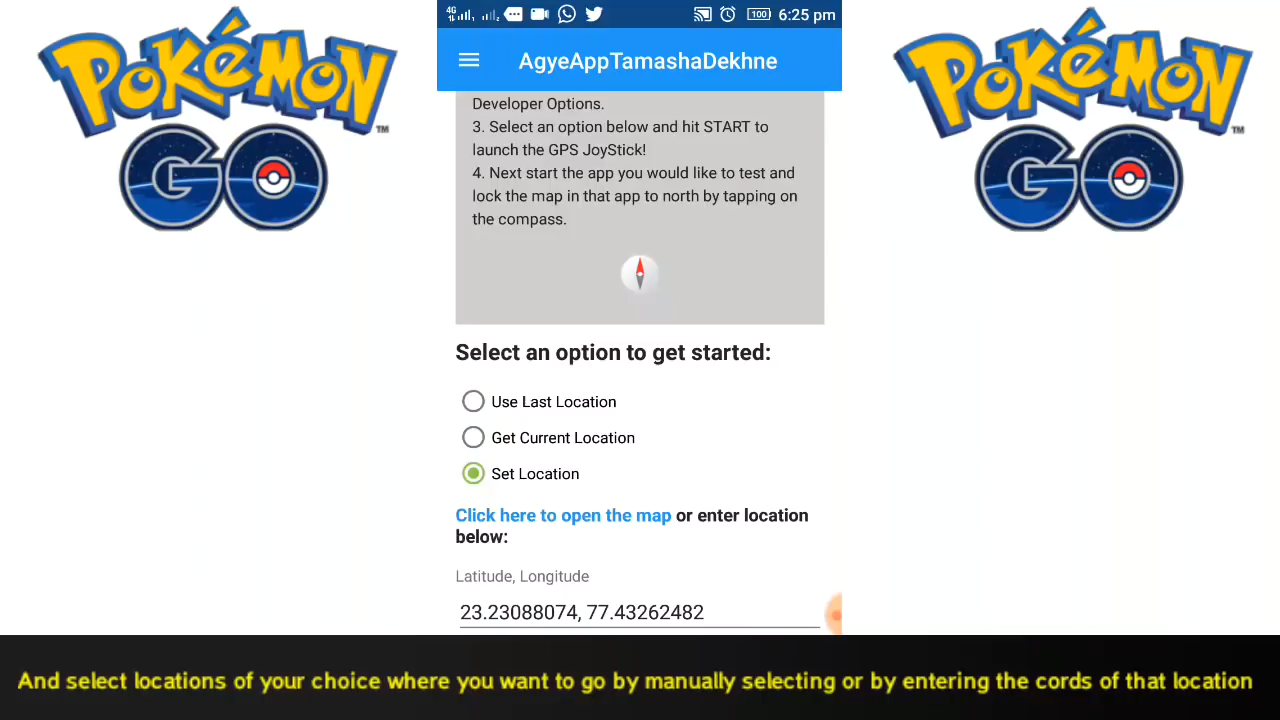 4G
100
6:25 pm
POKéMON
GO
TM
POKéMON
GO
TM
AgyeAppTamashaDekhne
Developer Options.
3. Select an option below and hit START to
launch the GPS JoyStick!
4. Next start the app you would like to test and
lock the map in that app to north by tapping on
the compass.
Select an option to get started:
Use Last Location
Get Current Location
Set Location
Click here to open the map or enter location
below:
Latitude, Longitude
23.23088074, 77.43262482
And select locations of your choice where you want to go by manually selecting or by entering the cords of that location